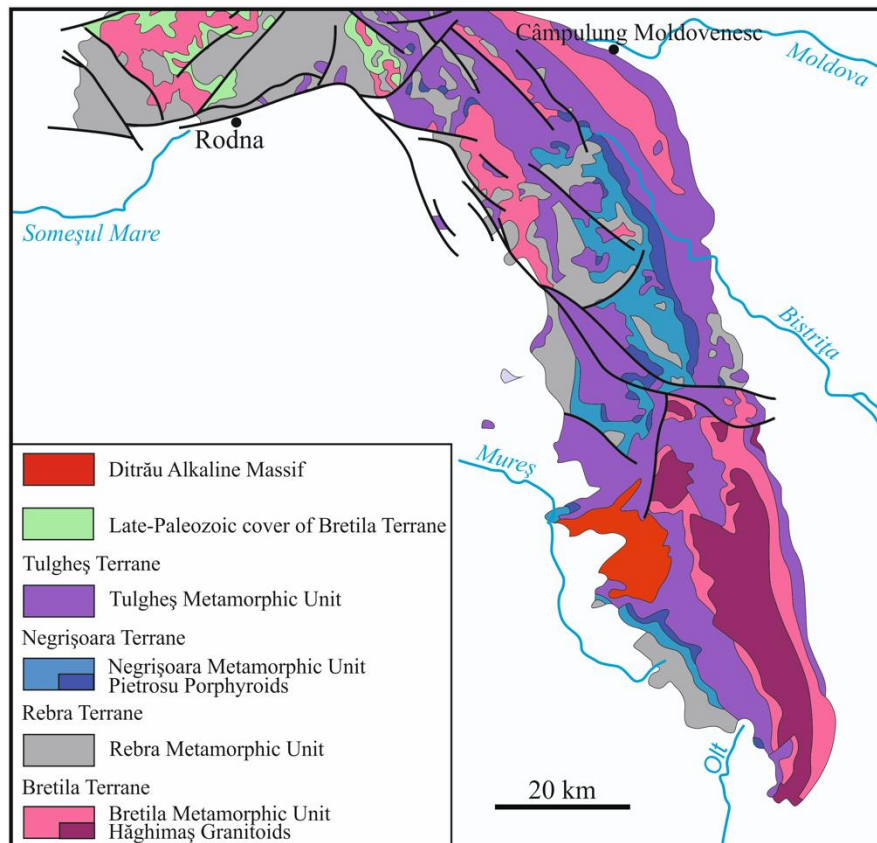 Câmpulung Moldovenesc
Moldova
Rodna
Someşul Mare
Bistriţa
Mureş
Ditrău Alkaline Massif
Late-Paleozoic cover of Bretila Terrane
Tulgheş Terrane
Tulgheş Metamorphic Unit
Negrişoara Terrane
Negrişoara Metamorphic Unit
Pietrosu Porphyroids
Rebra Terrane
Rebra Metamorphic Unit
Bretila Terrane
Bretila Metamorphic Unit
Hăghimaş Granitoids
Olt
20 km